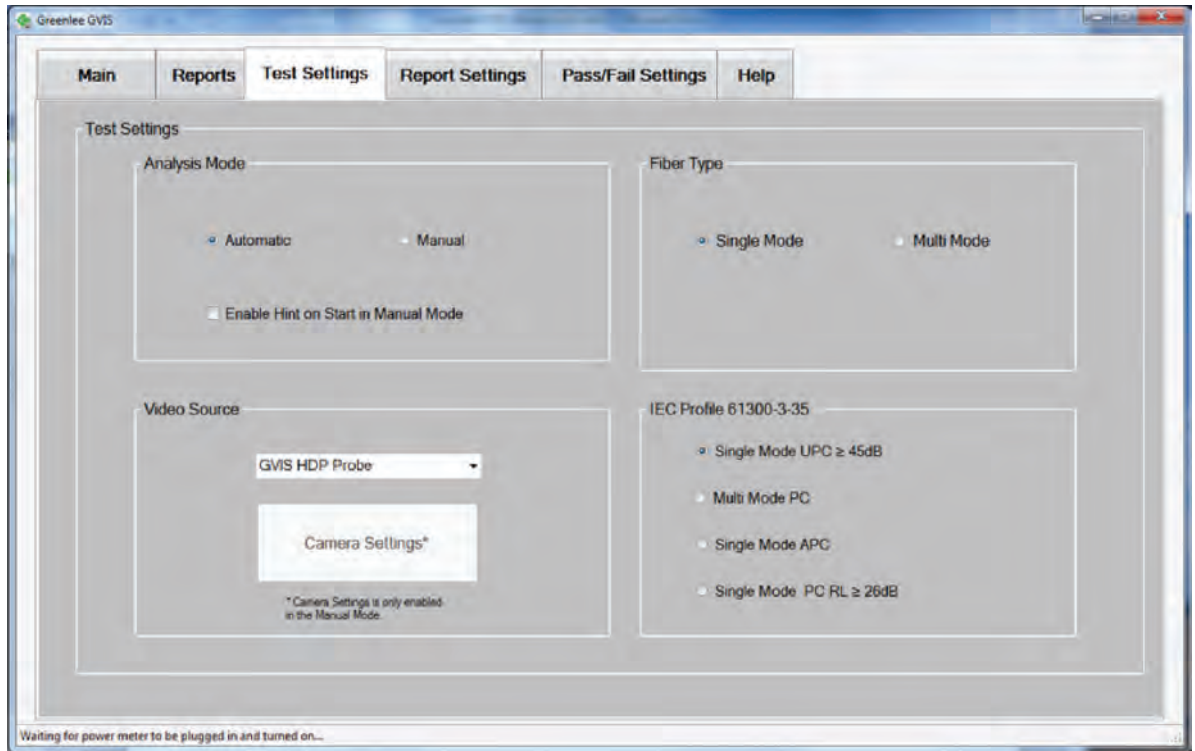 Greenlee GVIS
Main
Reports
Test Settings
Report Settings
Pass/Fail Settings
Help
Test Settings
Analysis Mode
Automatic
Manual
Enable Hint on Start in Manual Mode
Fiber Type
Single Mode
Multi Mode
Video Source
GVIS HDP Probe
Camera Settings*
* Camera Settings is only enabled
in the Manual Mode.
IEC Profile 61300-3-35
Single Mode UPC ≥ 45dB
Multi Mode PC
Single Mode APC
Single Mode PC RL ≥ 26dB
Waiting for power meter to be plugged in and turned on...